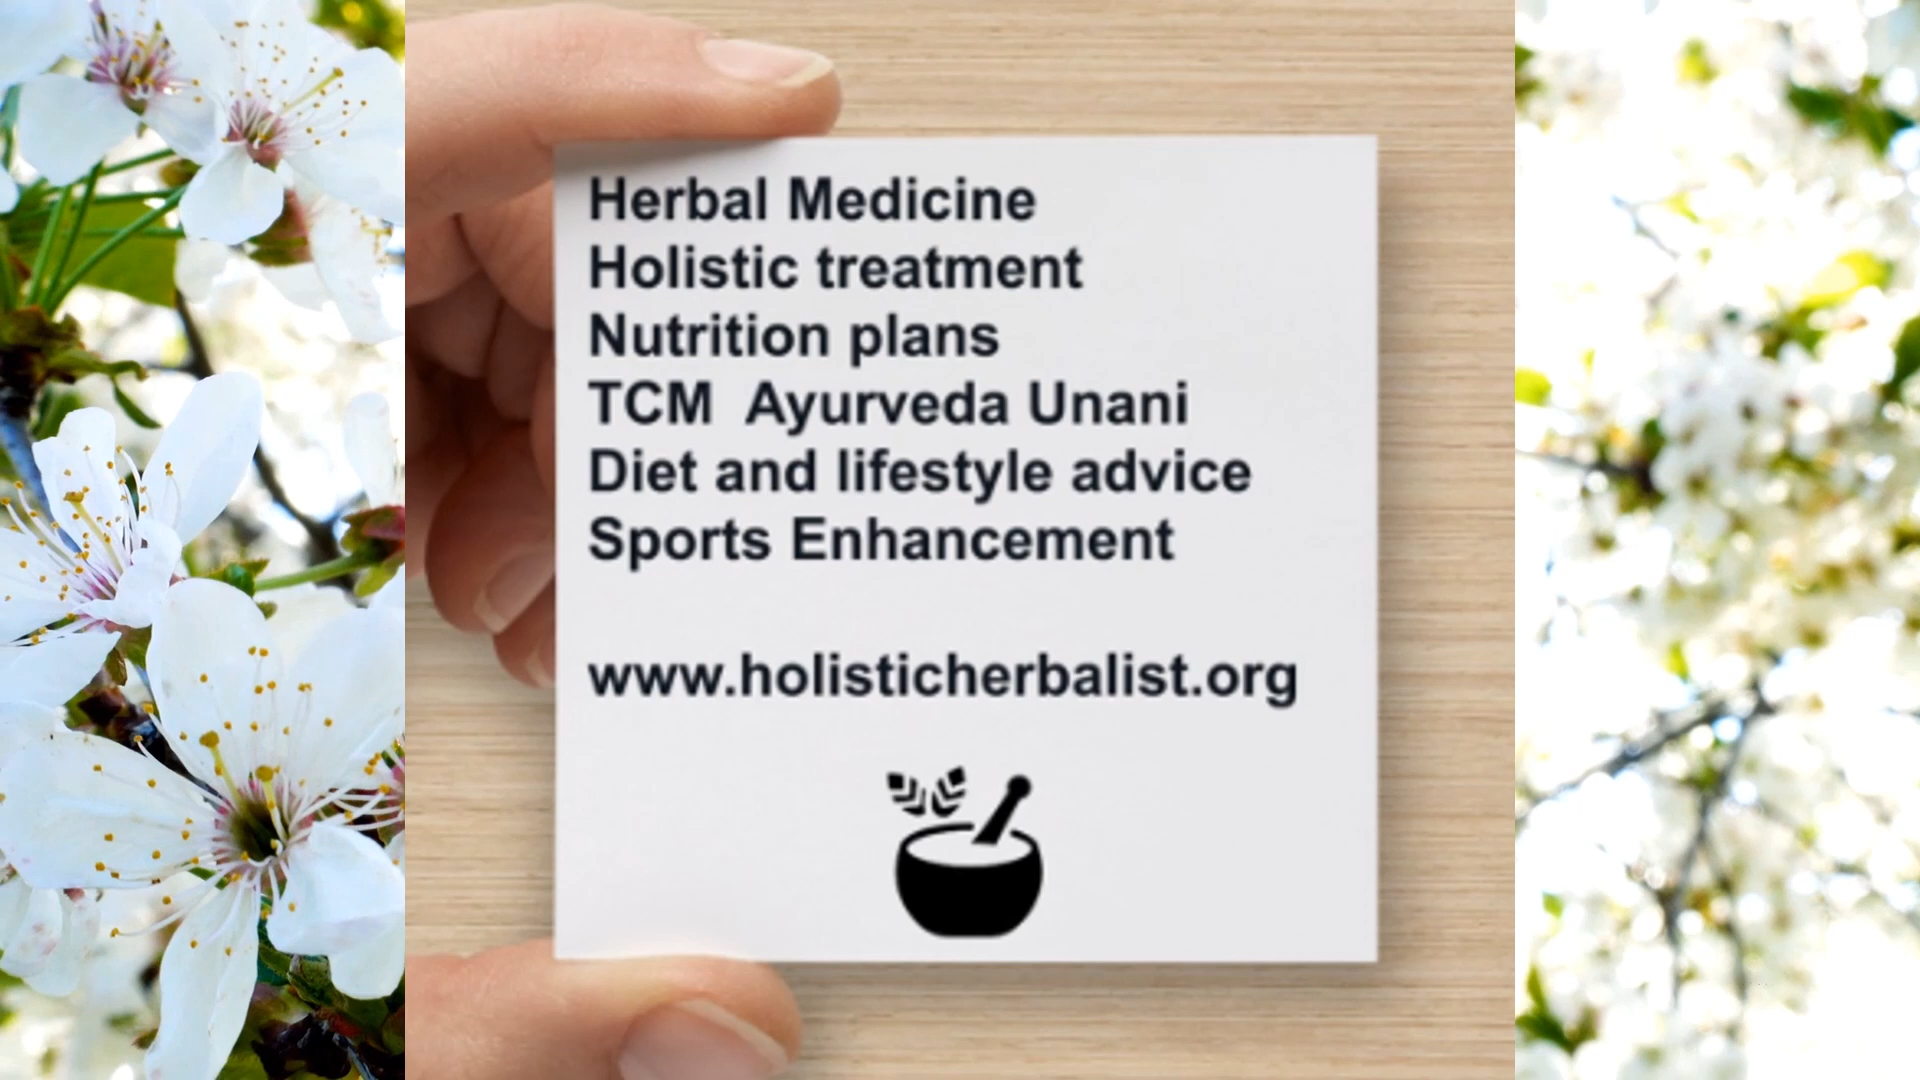 Herbal Medicine
Holistic treatment
Nutrition plans
TCM  Ayurveda Unani
Diet and lifestyle advice
Sports Enhancement
www.holisticherbalist.org